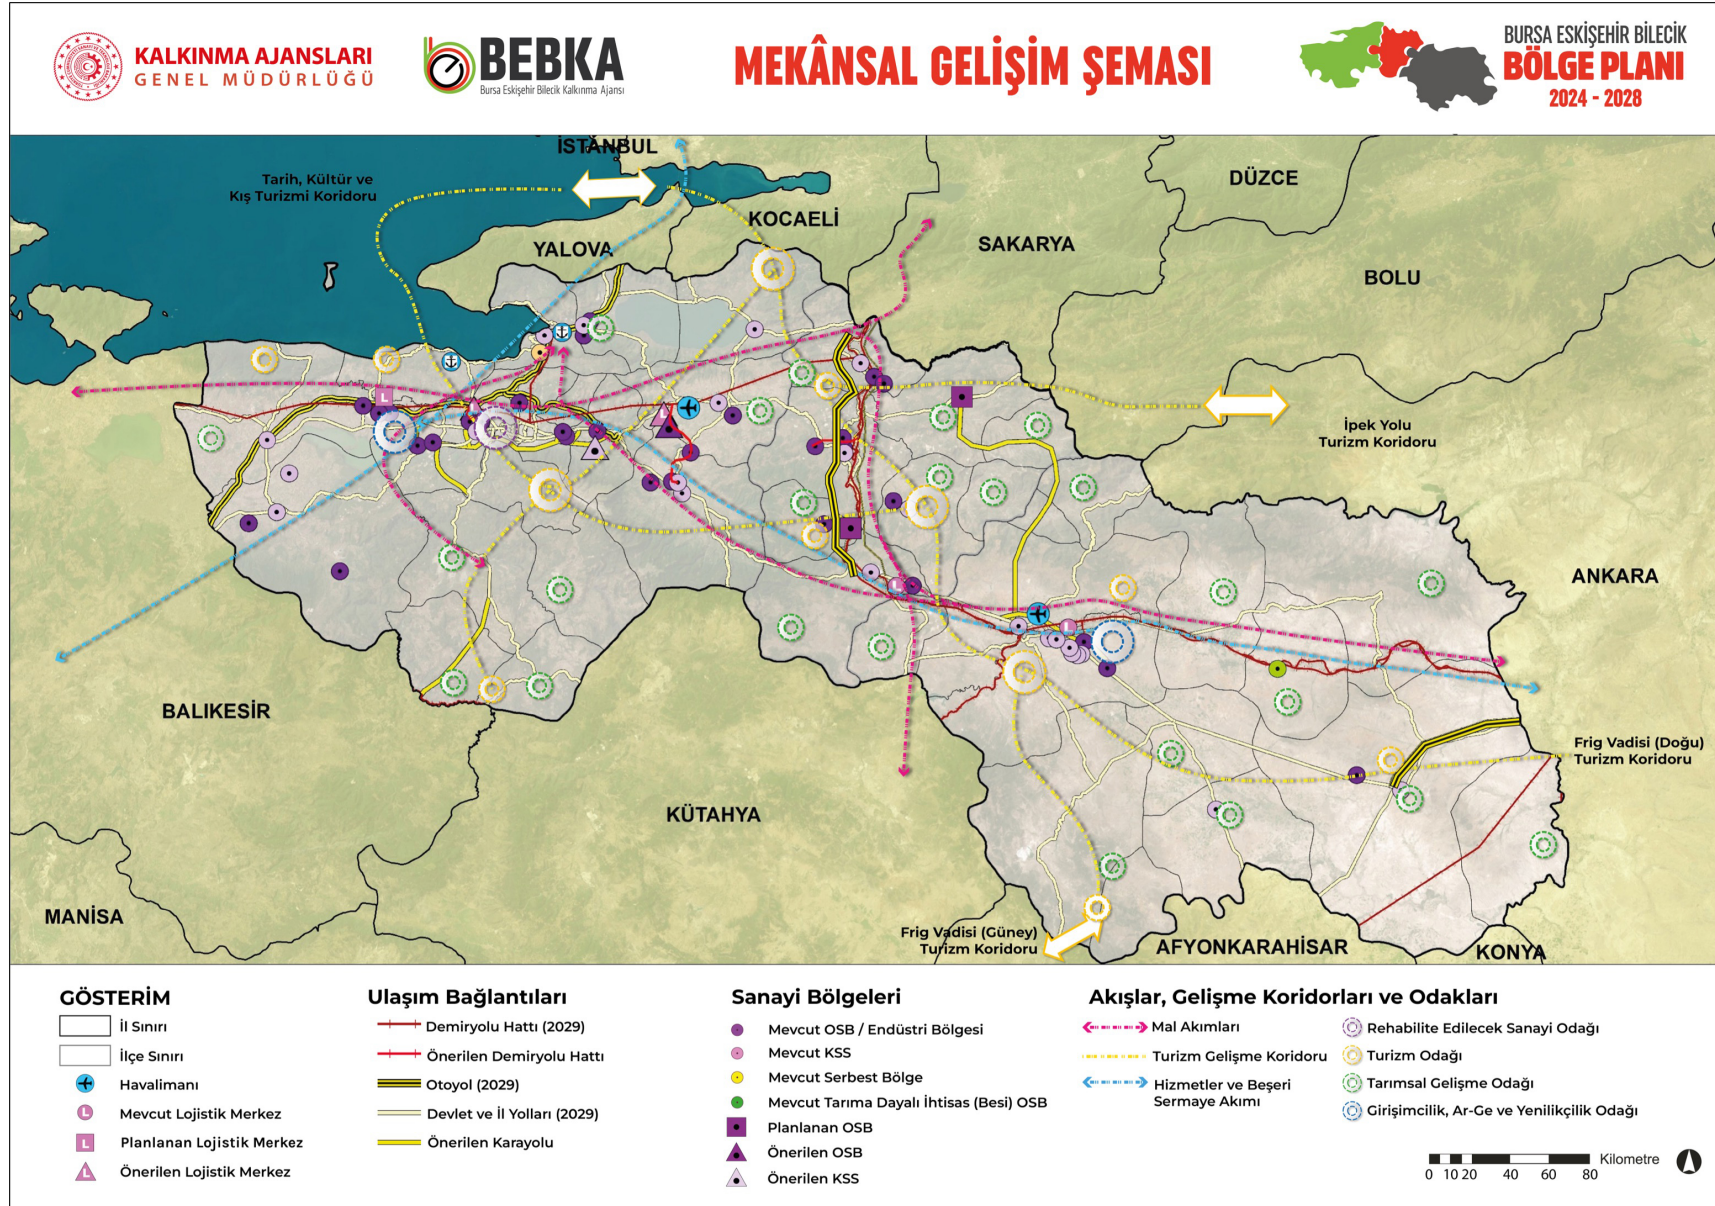 KALKINMA AJANSLARI
GENEL MÜDÜRLÜĞÜ
BEBKA
Bursa Eskişehir Bilecik Kalkınma Ajansı
MEKÂNSAL GELİŞİM ŞEMASI
BURSA ESKİŞEHİR BİLECİK
BÖLGE PLANI
2024 - 2028
İSTANBUL
Tarih, Kültür ve
Kış Turizmi Koridoru
DÜZCE
KOCAELİ
SAKARYA
YALOVA
BOLU
İpek Yolu
Turizm Koridoru
ANKARA
BALIKESİR
Frig Vadisi (Doğu)
Turizm Koridoru
KÜTAHYA
MANİSA
Frig Vadisi (Güney)
Turizm Koridoru
AFYONKARAHİSAR
KONYA
L
L
L
L
L
GÖSTERİM
İl Sınırı
İlçe Sınırı
Havalimanı
L Mevcut Lojistik Merkez
L Planlanan Lojistik Merkez
L Önerilen Lojistik Merkez
Ulaşım Bağlantıları
Demiryolu Hattı (2029)
Önerilen Demiryolu Hattı
Otoyol (2029)
Devlet ve İl Yolları (2029)
Önerilen Karayolu
Sanayi Bölgeleri
Mevcut OSB / Endüstri Bölgesi
Mevcut KSS
Mevcut Serbest Bölge
Mevcut Tarıma Dayalı İhtisas (Besi) OSB
Planlanan OSB
Önerilen OSB
Önerilen KSS
Akışlar, Gelişme Koridorları ve Odakları
Mal Akımları
Turizm Gelişme Koridoru
Hizmetler ve Beşeri
Sermaye Akımı
Rehabilite Edilecek Sanayi Odağı
Turizm Odağı
Tarımsal Gelişme Odağı
Girişimcilik, Ar-Ge ve Yenilikçilik Odağı
Kilometre
0 10 20 40 60 80